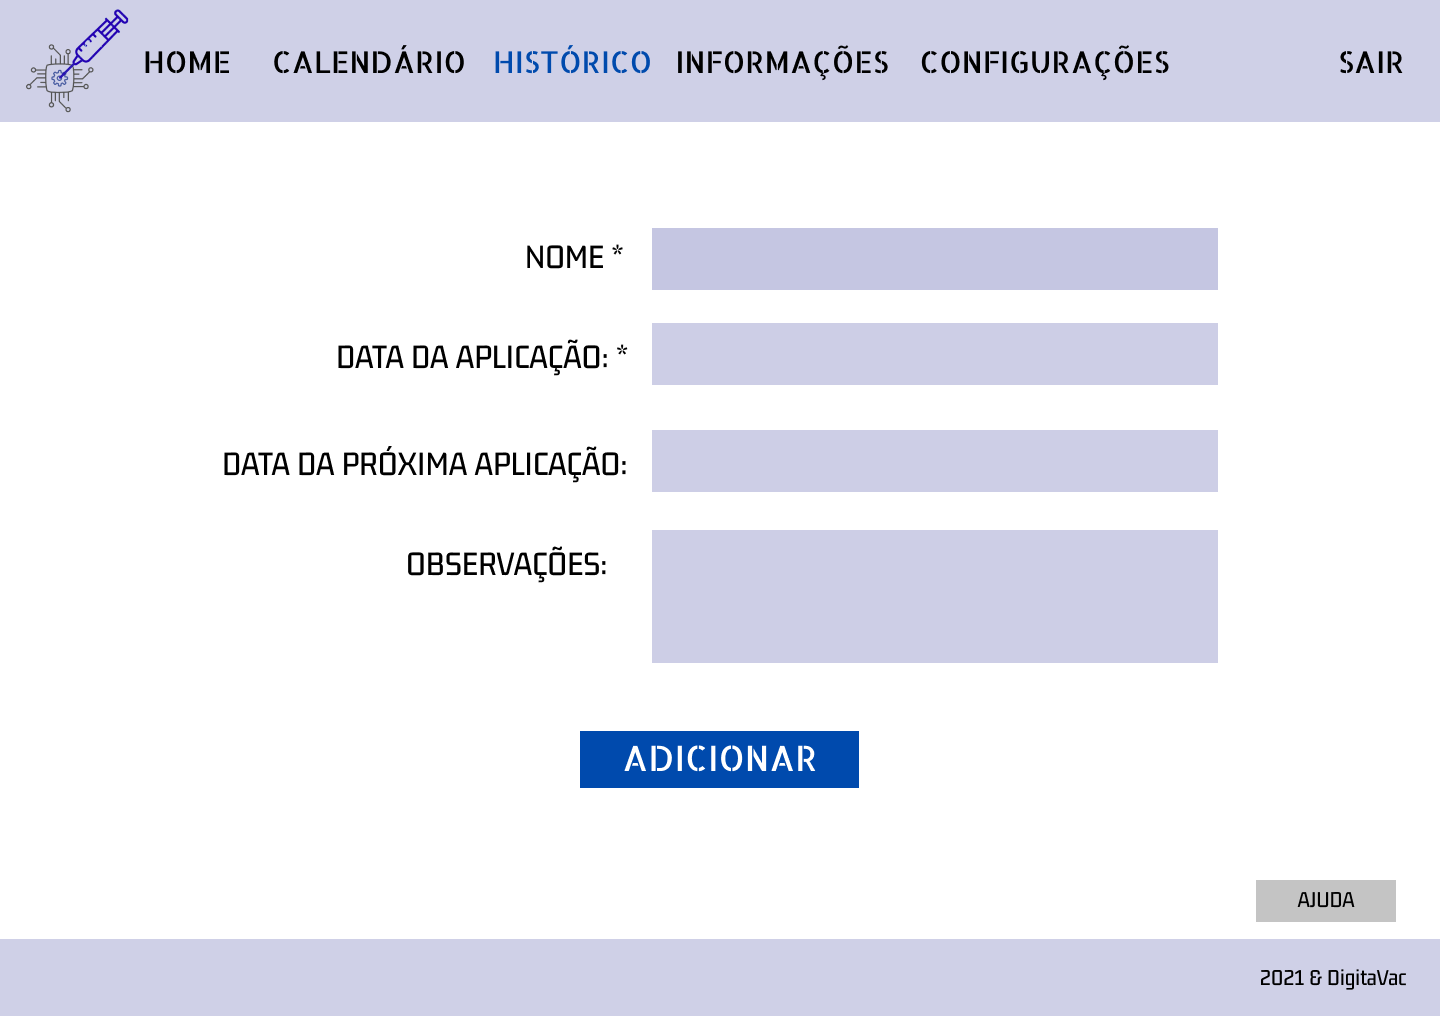 HOME CALENDÁRIO HISTÓRICO INFORMAÇÕES CONFIGURAÇÕES SAIR
NOME *
DATA DA APLICAÇÃO: *
DATA DA PRÓXIMA APLICAÇÃO:
OBSERVAÇÕES:
ADICIONAR
AJUDA
2021 & DigitaVac